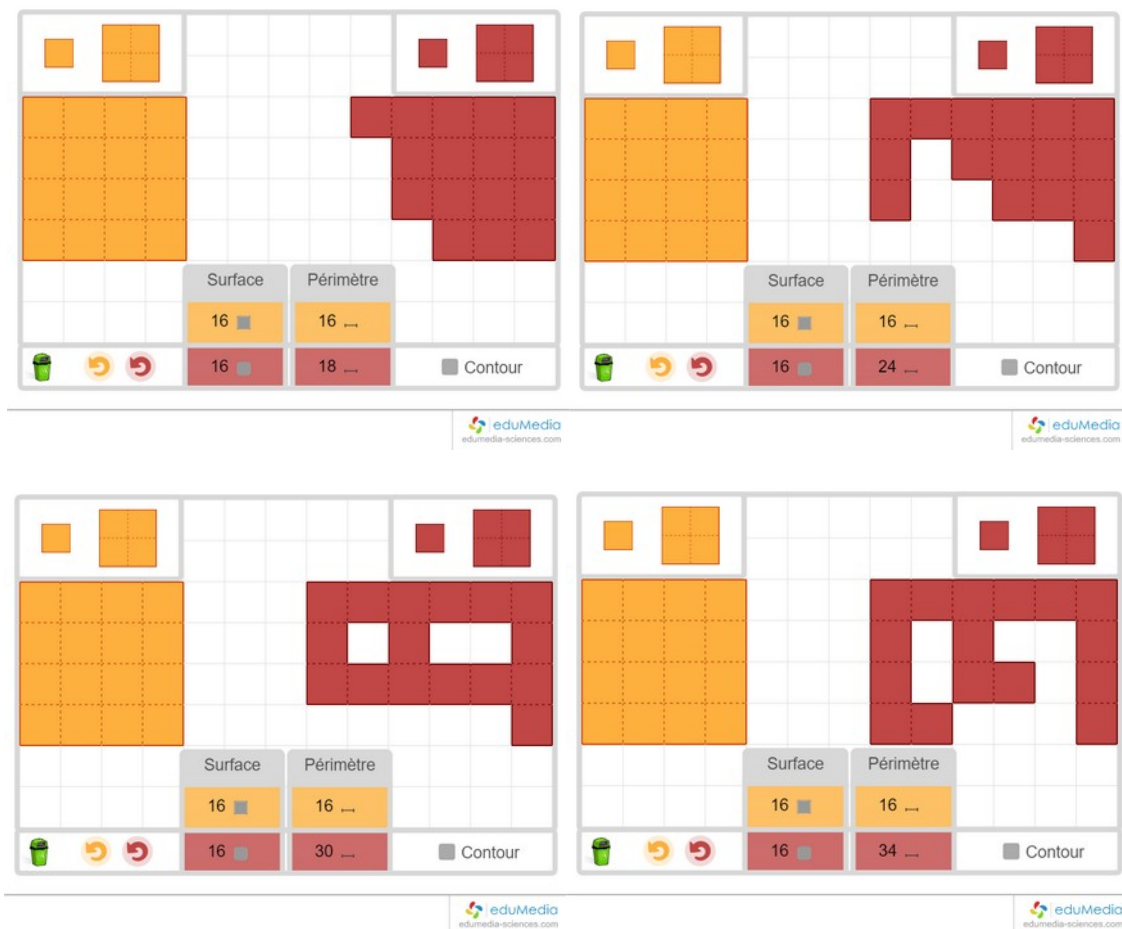 Surface Périmètre
16 16
16 18 Contour
eduMedia
edumedia-sciences.com
Surface Périmètre
16 16
16 24 Contour
eduMedia
edumedia-sciences.com
Surface Périmètre
16 16
16 30 Contour
eduMedia
edumedia-sciences.com
Surface Périmètre
16 16
16 34 Contour
eduMedia
edumedia-sciences.com